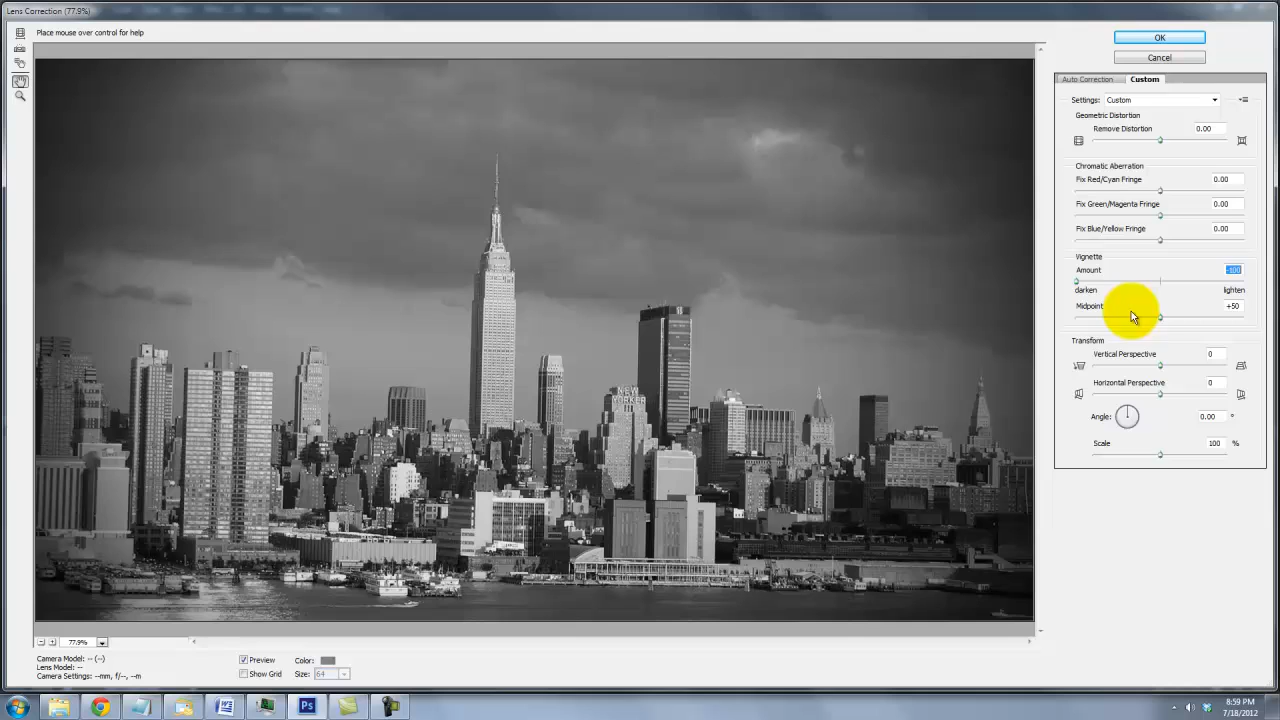 Lens Correction (77.9%)
Place mouse over control for help
OK
Cancel
Auto Correction
Custom
Settings: Custom
Geometric Distortion
Remove Distortion 0.00
Chromatic Aberration
Fix Red/Cyan Fringe 0.00
Fix Green/Magenta Fringe 0.00
Fix Blue/Yellow Fringe 0.00
Vignette
Amount -100
darken lighten
Midpoint +50
Transform
Vertical Perspective 0
Horizontal Perspective 0
Angle: 0.00 °
Scale 100 %
77.9%
Camera Model: -- (--)
Lens Model: --
Camera Settings: --mm, f/--, --m
Preview Color:
Show Grid Size: 64
W
Ps
8:59 PM
7/18/2012